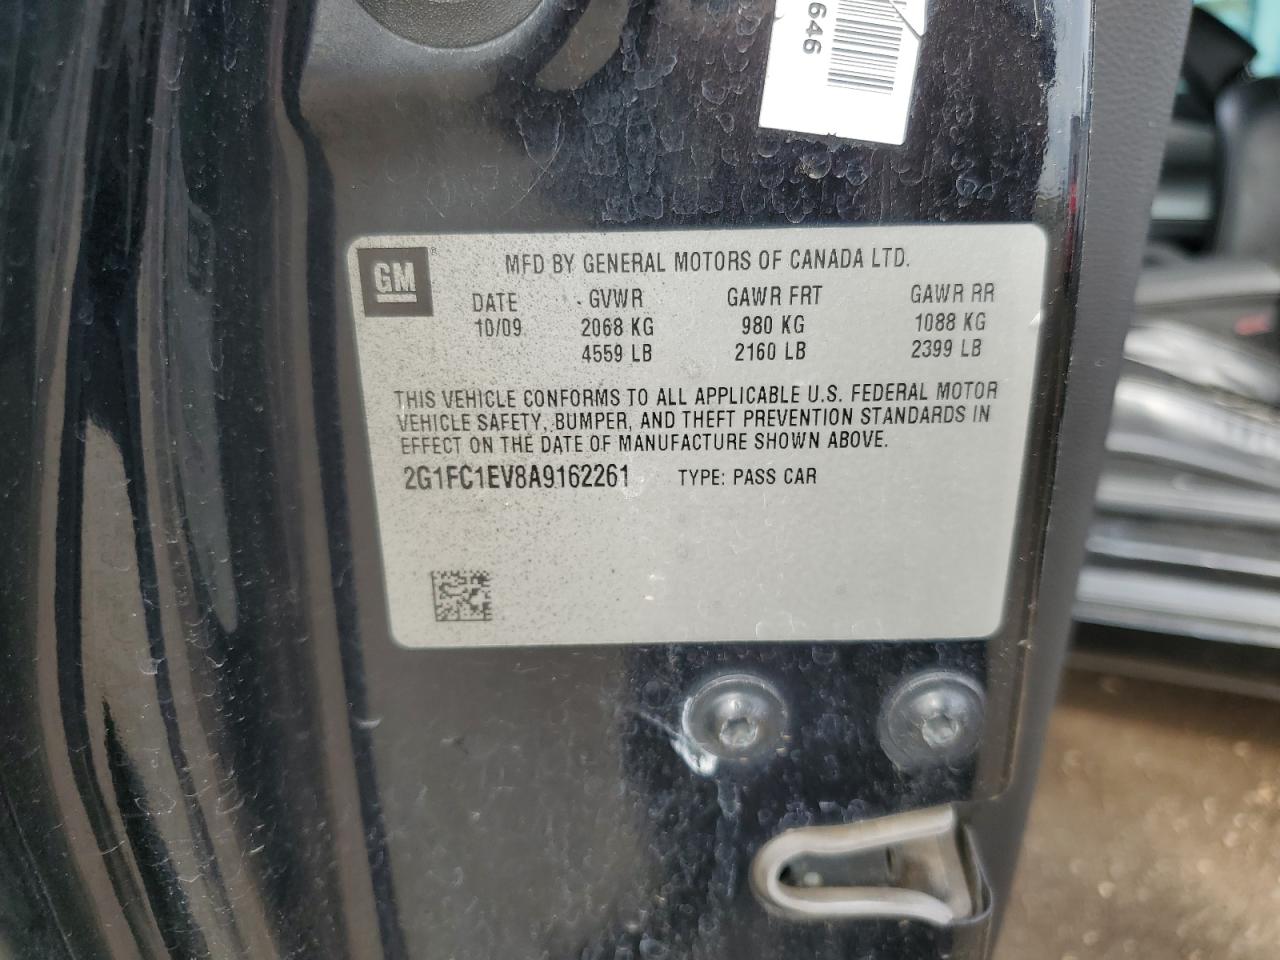 646
GM
MFD BY GENERAL MOTORS OF CANADA LTD.
DATE GVWR GAWR FRT GAWR RR
10/09 2068 KG 980 KG 1088 KG
4559 LB 2160 LB 2399 LB
THIS VEHICLE CONFORMS TO ALL APPLICABLE U.S. FEDERAL MOTOR
VEHICLE SAFETY, BUMPER, AND THEFT PREVENTION STANDARDS IN
EFFECT ON THE DATE OF MANUFACTURE SHOWN ABOVE.
2G1FC1EV8A9162261 TYPE: PASS CAR